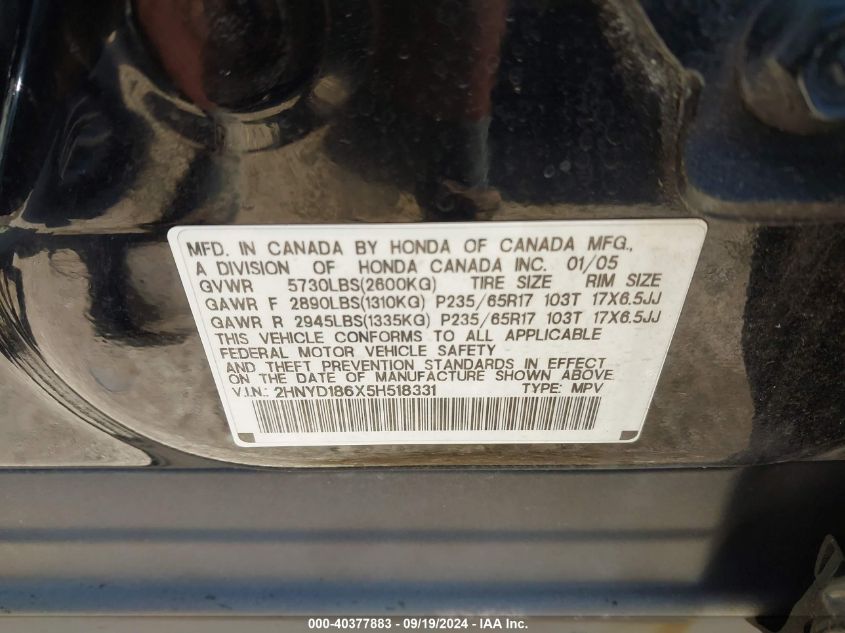 MFD. IN CANADA BY HONDA OF CANADA MFG.,
A DIVISION OF HONDA CANADA INC. 01/05
GVWR 5730LBS(2600KG) TIRE SIZE RIM SIZE
GAWR F 2890LBS(1310KG) P235/65R17 103T 17X6.5JJ
GAWR R 2945LBS(1335KG) P235/65R17 103T 17X6.5JJ
THIS VEHICLE CONFORMS TO ALL APPLICABLE
FEDERAL MOTOR VEHICLE SAFETY
AND THEFT PREVENTION STANDARDS IN EFFECT
ON THE DATE OF MANUFACTURE SHOWN ABOVE.
V.I.N.: 2HNYD186X5H518331 TYPE: MPV
000-40377883 - 09/19/2024 - IAA Inc.